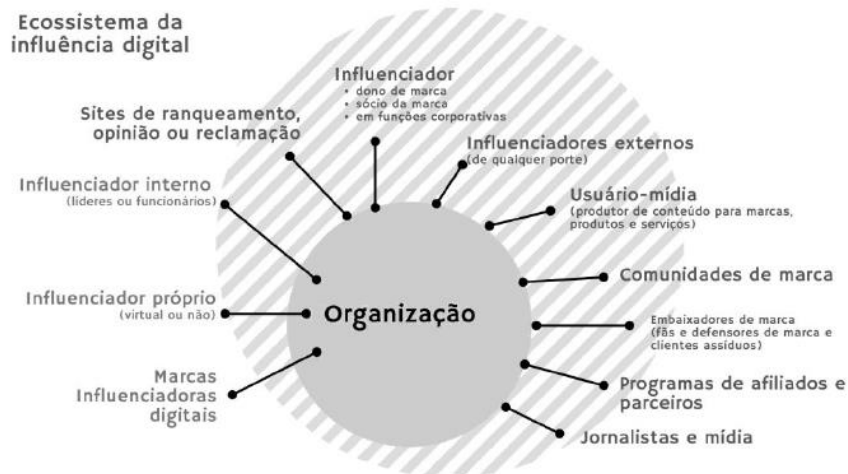 Ecossistema da
influência digital
Influenciador
• dono de marca
• sócio da marca
• em funções corporativas
Sites de ranqueamento,
opinião ou reclamação
Influenciadores externos
(de qualquer porte)
Influenciador interno
(líderes ou funcionários)
Usuário-mídia
(produtor de conteúdo para marcas,
produtos e serviços)
Comunidades de marca
Influenciador próprio
(virtual ou não)
Organização
Embaixadores de marca
(fãs e defensores de marca e
clientes assíduos)
Marcas
Influenciadoras
digitais
Programas de afiliados e
parceiros
Jornalistas e mídia